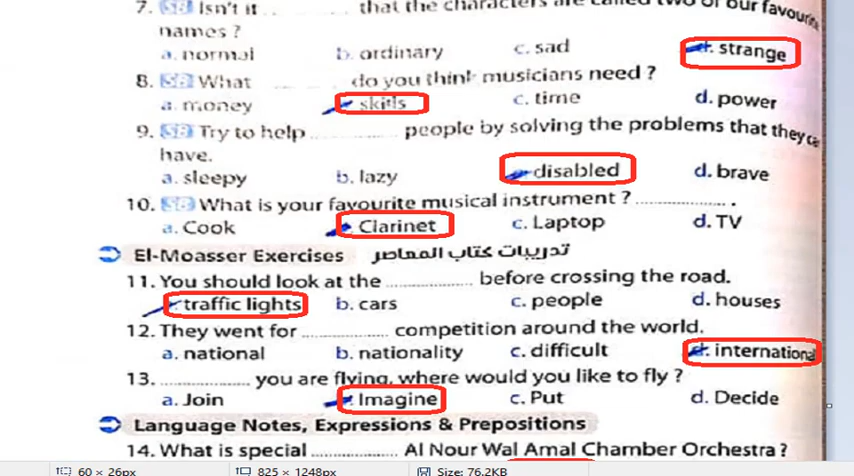 7. SB Isn't it ............ that the characters are called two of our favourite
names ?
a. normal b. ordinary c. sad d. strange
8. SB What ............ do you think musicians need ?
a. money skills c. time d. power
9. SB Try to help ............ people by solving the problems that they
have.
a. sleepy b. lazy disabled d. brave
10. SB What is your favourite musical instrument ? ............ .
a. Cook Clarinet c. Laptop d. TV
El-Moasser Exercises تدريبات كتاب المعاصر
11. You should look at the ............ before crossing the road.
traffic lights b. cars c. people d. houses
12. They went for ............ competition around the world.
a. national b. nationality c. difficult d. international
13. ............ you are flying, where would you like to fly ?
a. Join Imagine c. Put d. Decide
Language Notes, Expressions & Prepositions
14. What is special ............ Al Nour Wal Amal Chamber Orchestra ?
60 × 26px 825 × 1248px Size: 76.2KB